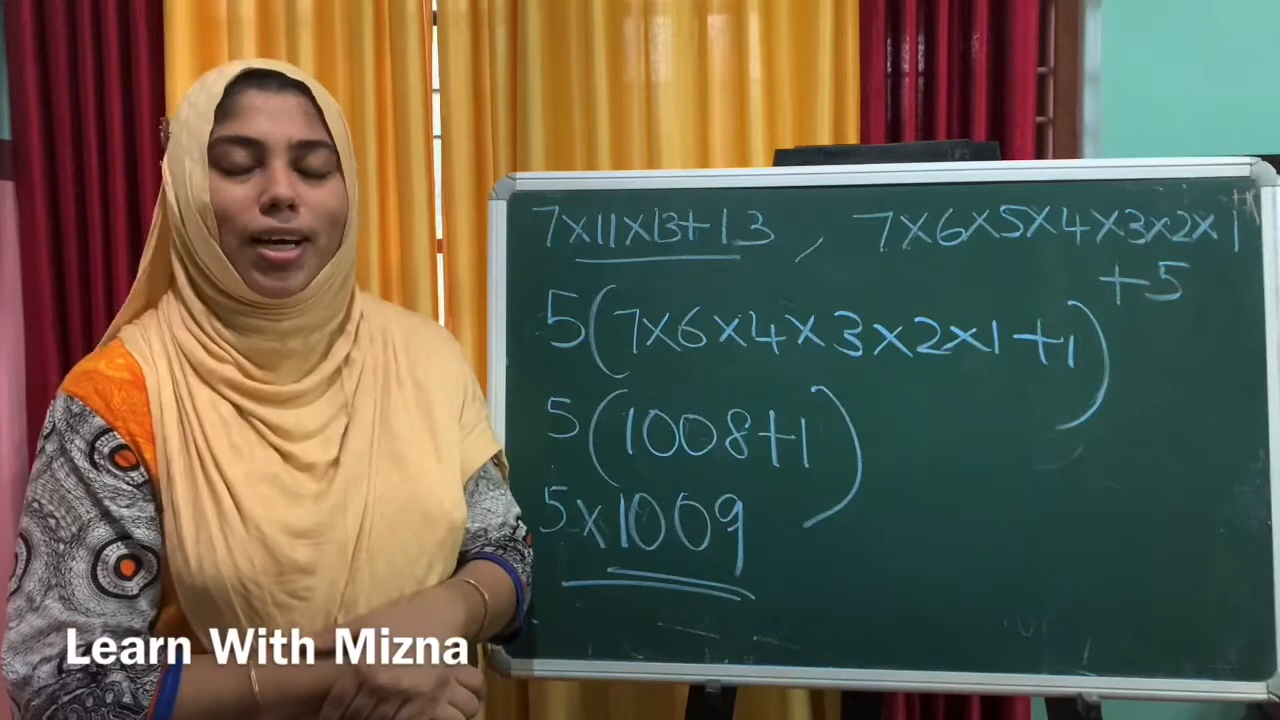 7×11×13+13 , 7×6×5×4×3×2×1
+5
5(7×6×4×3×2×1+1)
5(1008+1)
5×1009
Learn With Mizna